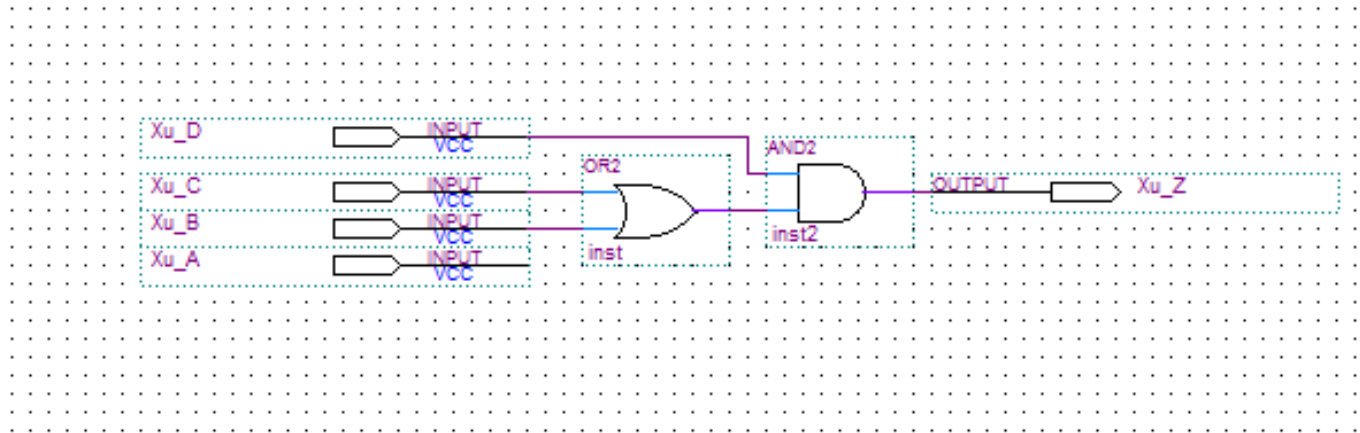 Xu_D INPUT
VCC
AND2
OR2
Xu_C INPUT
VCC
OUTPUT Xu_Z
Xu_B INPUT
VCC
inst2
inst
Xu_A INPUT
VCC